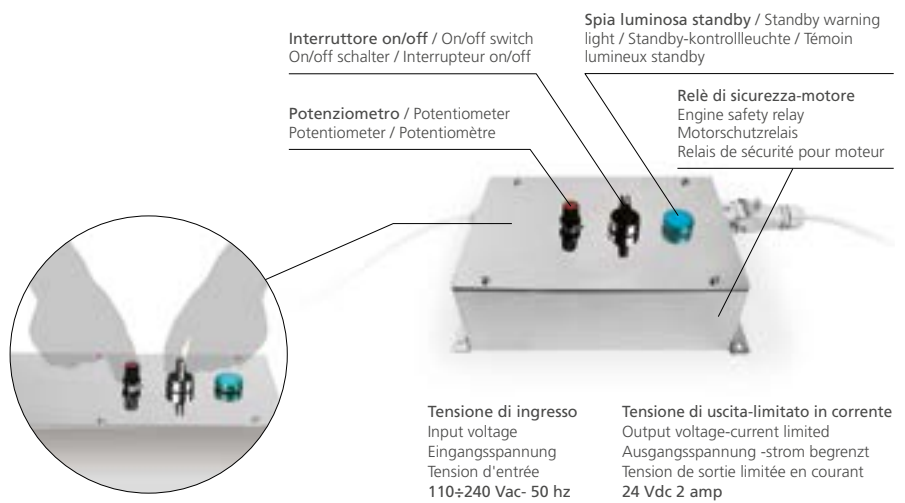 Interruttore on/off / On/off switch
On/off schalter / Interrupteur on/off
Spia luminosa standby / Standby warning
light / Standby-kontrollleuchte / Témoin
lumineux standby
Potenziometro / Potentiometer
Potentiometer / Potentiomètre
Relè di sicurezza-motore
Engine safety relay
Motorschutzrelais
Relais de sécurité pour moteur
Tensione di ingresso
Input voltage
Eingangsspannung
Tension d'entrée
110÷240 Vac- 50 hz
Tensione di uscita-limitato in corrente
Output voltage-current limited
Ausgangsspannung -strom begrenzt
Tension de sortie limitée en courant
24 Vdc 2 amp